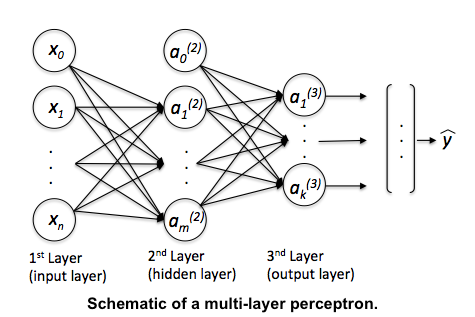 x₀ a₀⁽²⁾
x₁ a₁⁽²⁾ a₁⁽³⁾
ŷ
xₙ aₘ⁽²⁾ aₖ⁽³⁾
1ˢᵗ Layer 2ⁿᵈ Layer 3ⁿᵈ Layer
(input layer) (hidden layer) (output layer)
Schematic of a multi-layer perceptron.